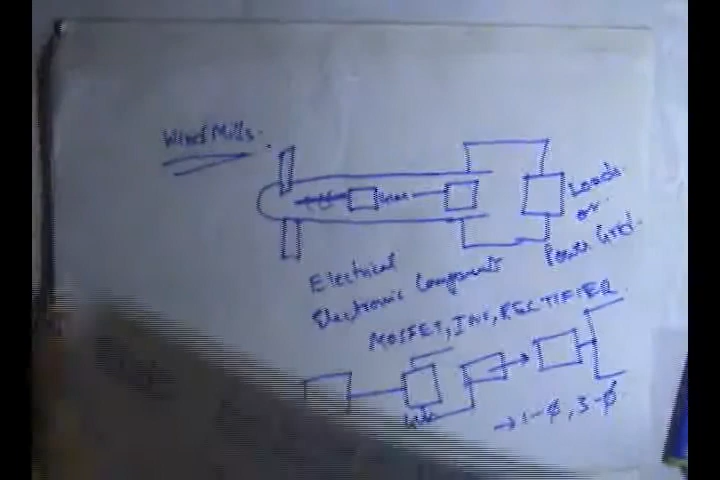 Wind Mills.
Loads
or
Power Grid.
Electrical
Electronic Components
MOSFET, INV, RECTIFIER
→ 1-φ, 3-φ